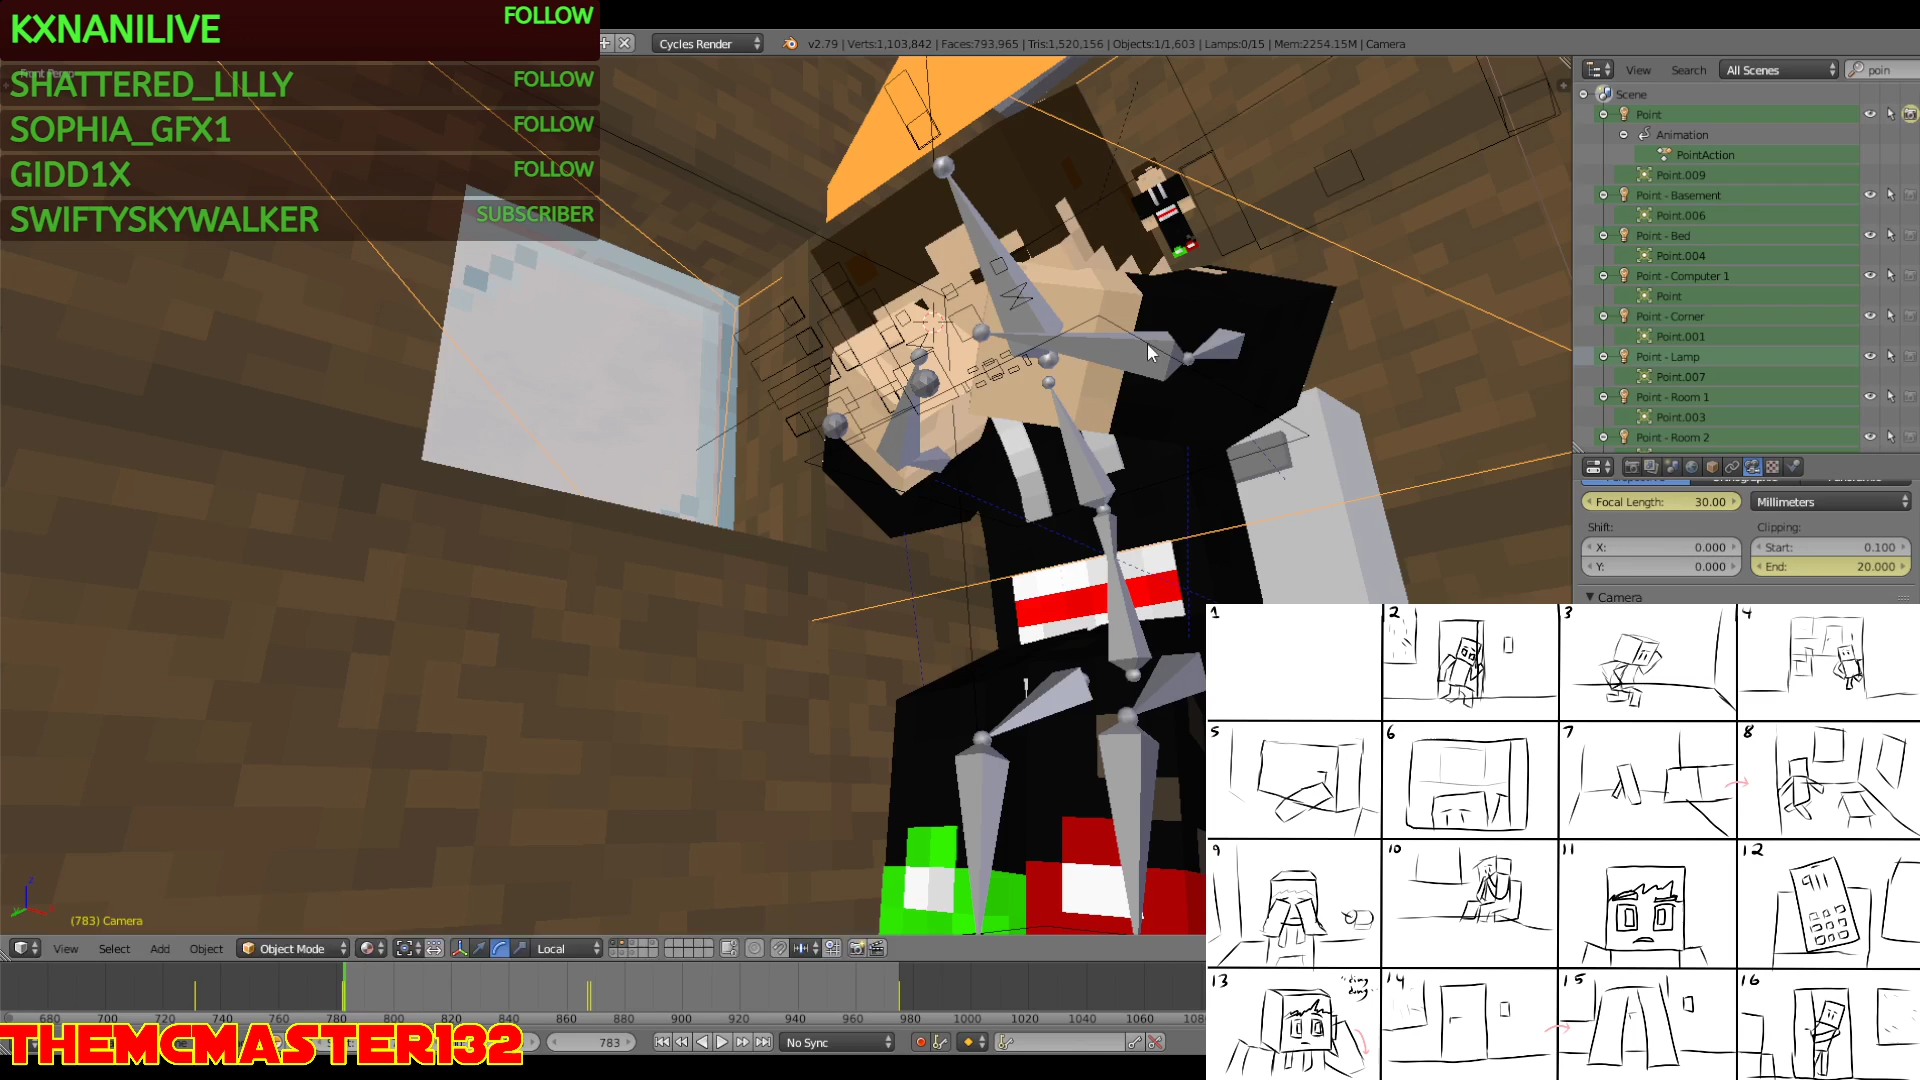 KXNANILIVE FOLLOW
SHATTERED_LILLY FOLLOW
SOPHIA_GFX1 FOLLOW
GIDD1X FOLLOW
SWIFTYSKYWALKER SUBSCRIBER
Front Persp
Cycles Render
v2.79 | Verts:1,103,842 | Faces:793,965 | Tris:1,520,156 | Objects:1/1,603 | Lamps:0/15 | Mem:2254.15M | Camera
View Search All Scenes poin
Scene
Point
Animation
PointAction
Point.009
Point - Basement
Point.006
Point - Bed
Point.004
Point - Computer 1
Point
Point - Corner
Point.001
Point - Lamp
Point.007
Point - Room 1
Point.003
Point - Room 2
Focal Length: 30.00 Millimeters
Shift: Clipping:
X: 0.000 Start: 0.100
Y: 0.000 End: 20.000
Camera
1 2 3 4
5 6 7 8
9 10 11 12
911
13 14 15 16
"ding dong"
(783) Camera
View Select Add Object Object Mode Local
680 700 720 740 760 780 800 820 840 860 880 900 920 940 960 980 1000 1020 1040 1060 108
783 No Sync
THEMCMASTER132